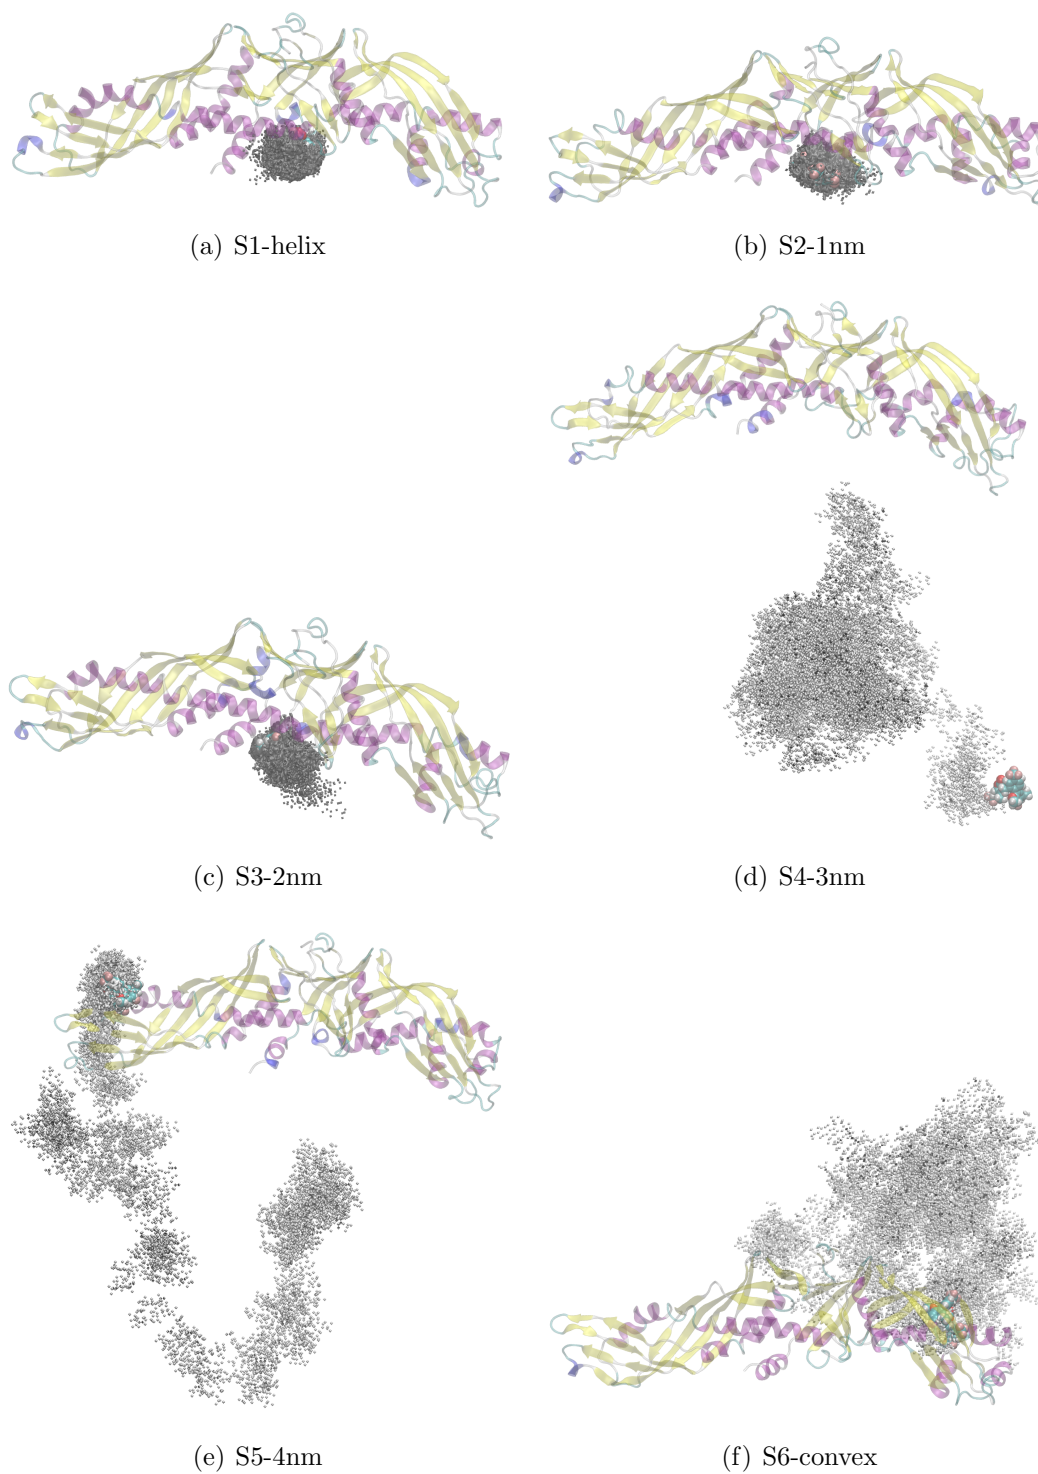 (a) S1-helix
(b) S2-1nm
(c) S3-2nm
(d) S4-3nm
(e) S5-4nm
(f) S6-convex